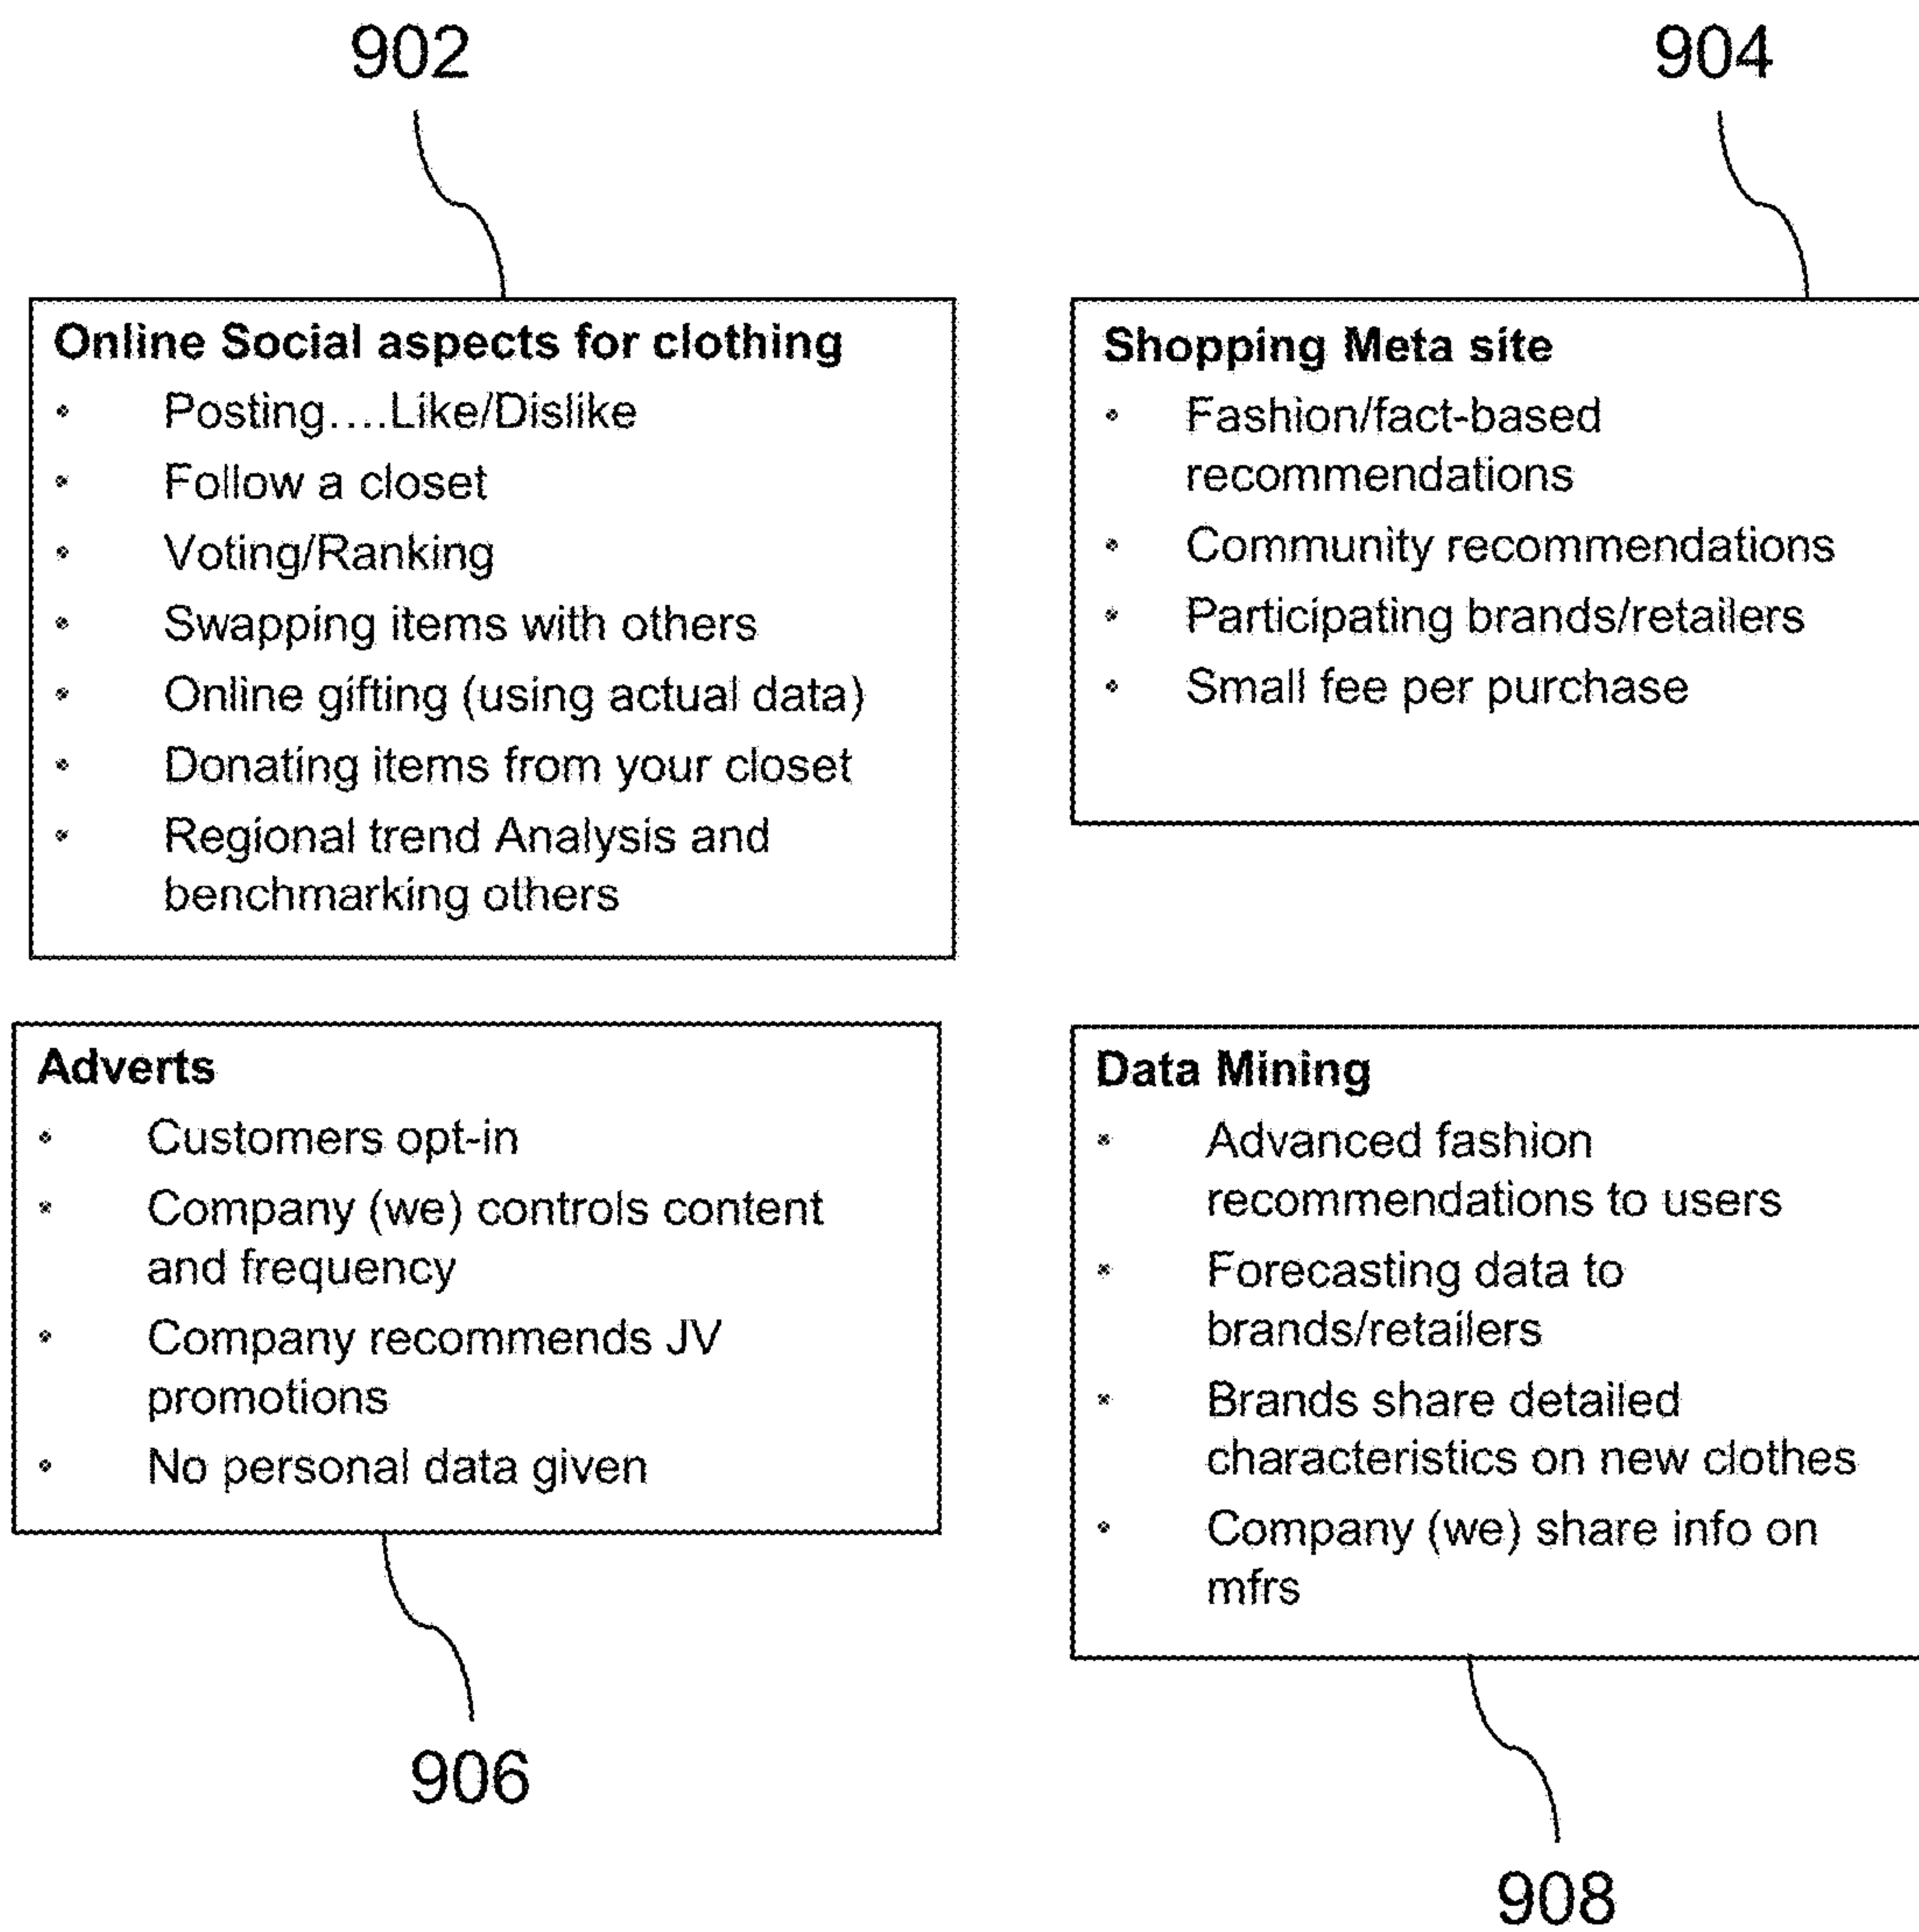 902
904
Online Social aspects for clothing
• Posting....Like/Dislike
• Follow a closet
• Voting/Ranking
• Swapping items with others
• Online gifting (using actual data)
• Donating items from your closet
• Regional trend Analysis and
benchmarking others
Shopping Meta site
• Fashion/fact-based
recommendations
• Community recommendations
• Participating brands/retailers
• Small fee per purchase
Adverts
• Customers opt-in
• Company (we) controls content
and frequency
• Company recommends JV
promotions
• No personal data given
906
Data Mining
• Advanced fashion
recommendations to users
• Forecasting data to
brands/retailers
• Brands share detailed
characteristics on new clothes
• Company (we) share info on
mfrs
908